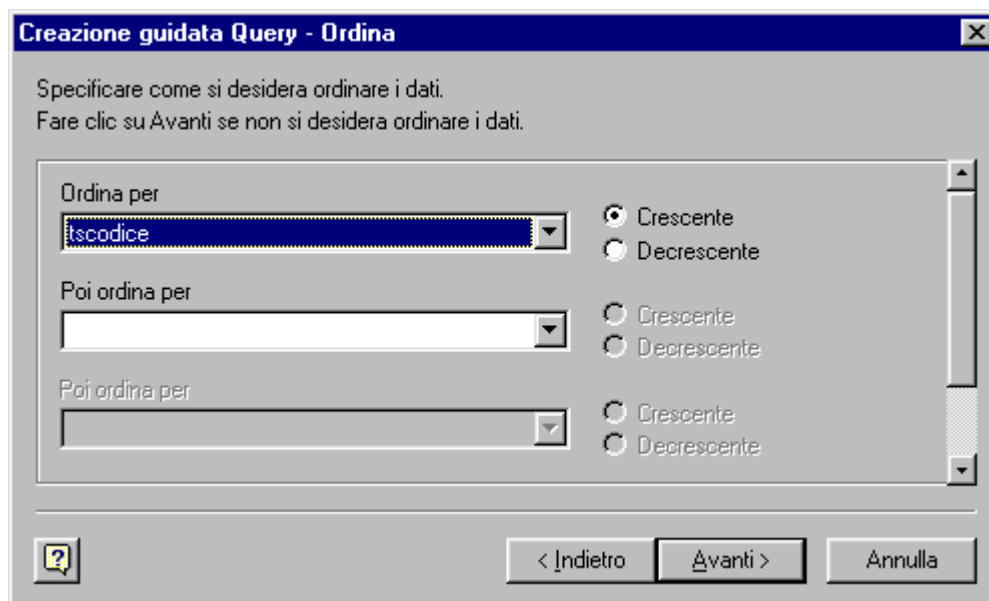 Creazione guidata Query - Ordina
Specificare come si desidera ordinare i dati.
Fare clic su Avanti se non si desidera ordinare i dati.
Ordina per
tscodice
Crescente
Decrescente
Poi ordina per
Crescente
Decrescente
Poi ordina per
Crescente
Decrescente
?
< Indietro
Avanti >
Annulla